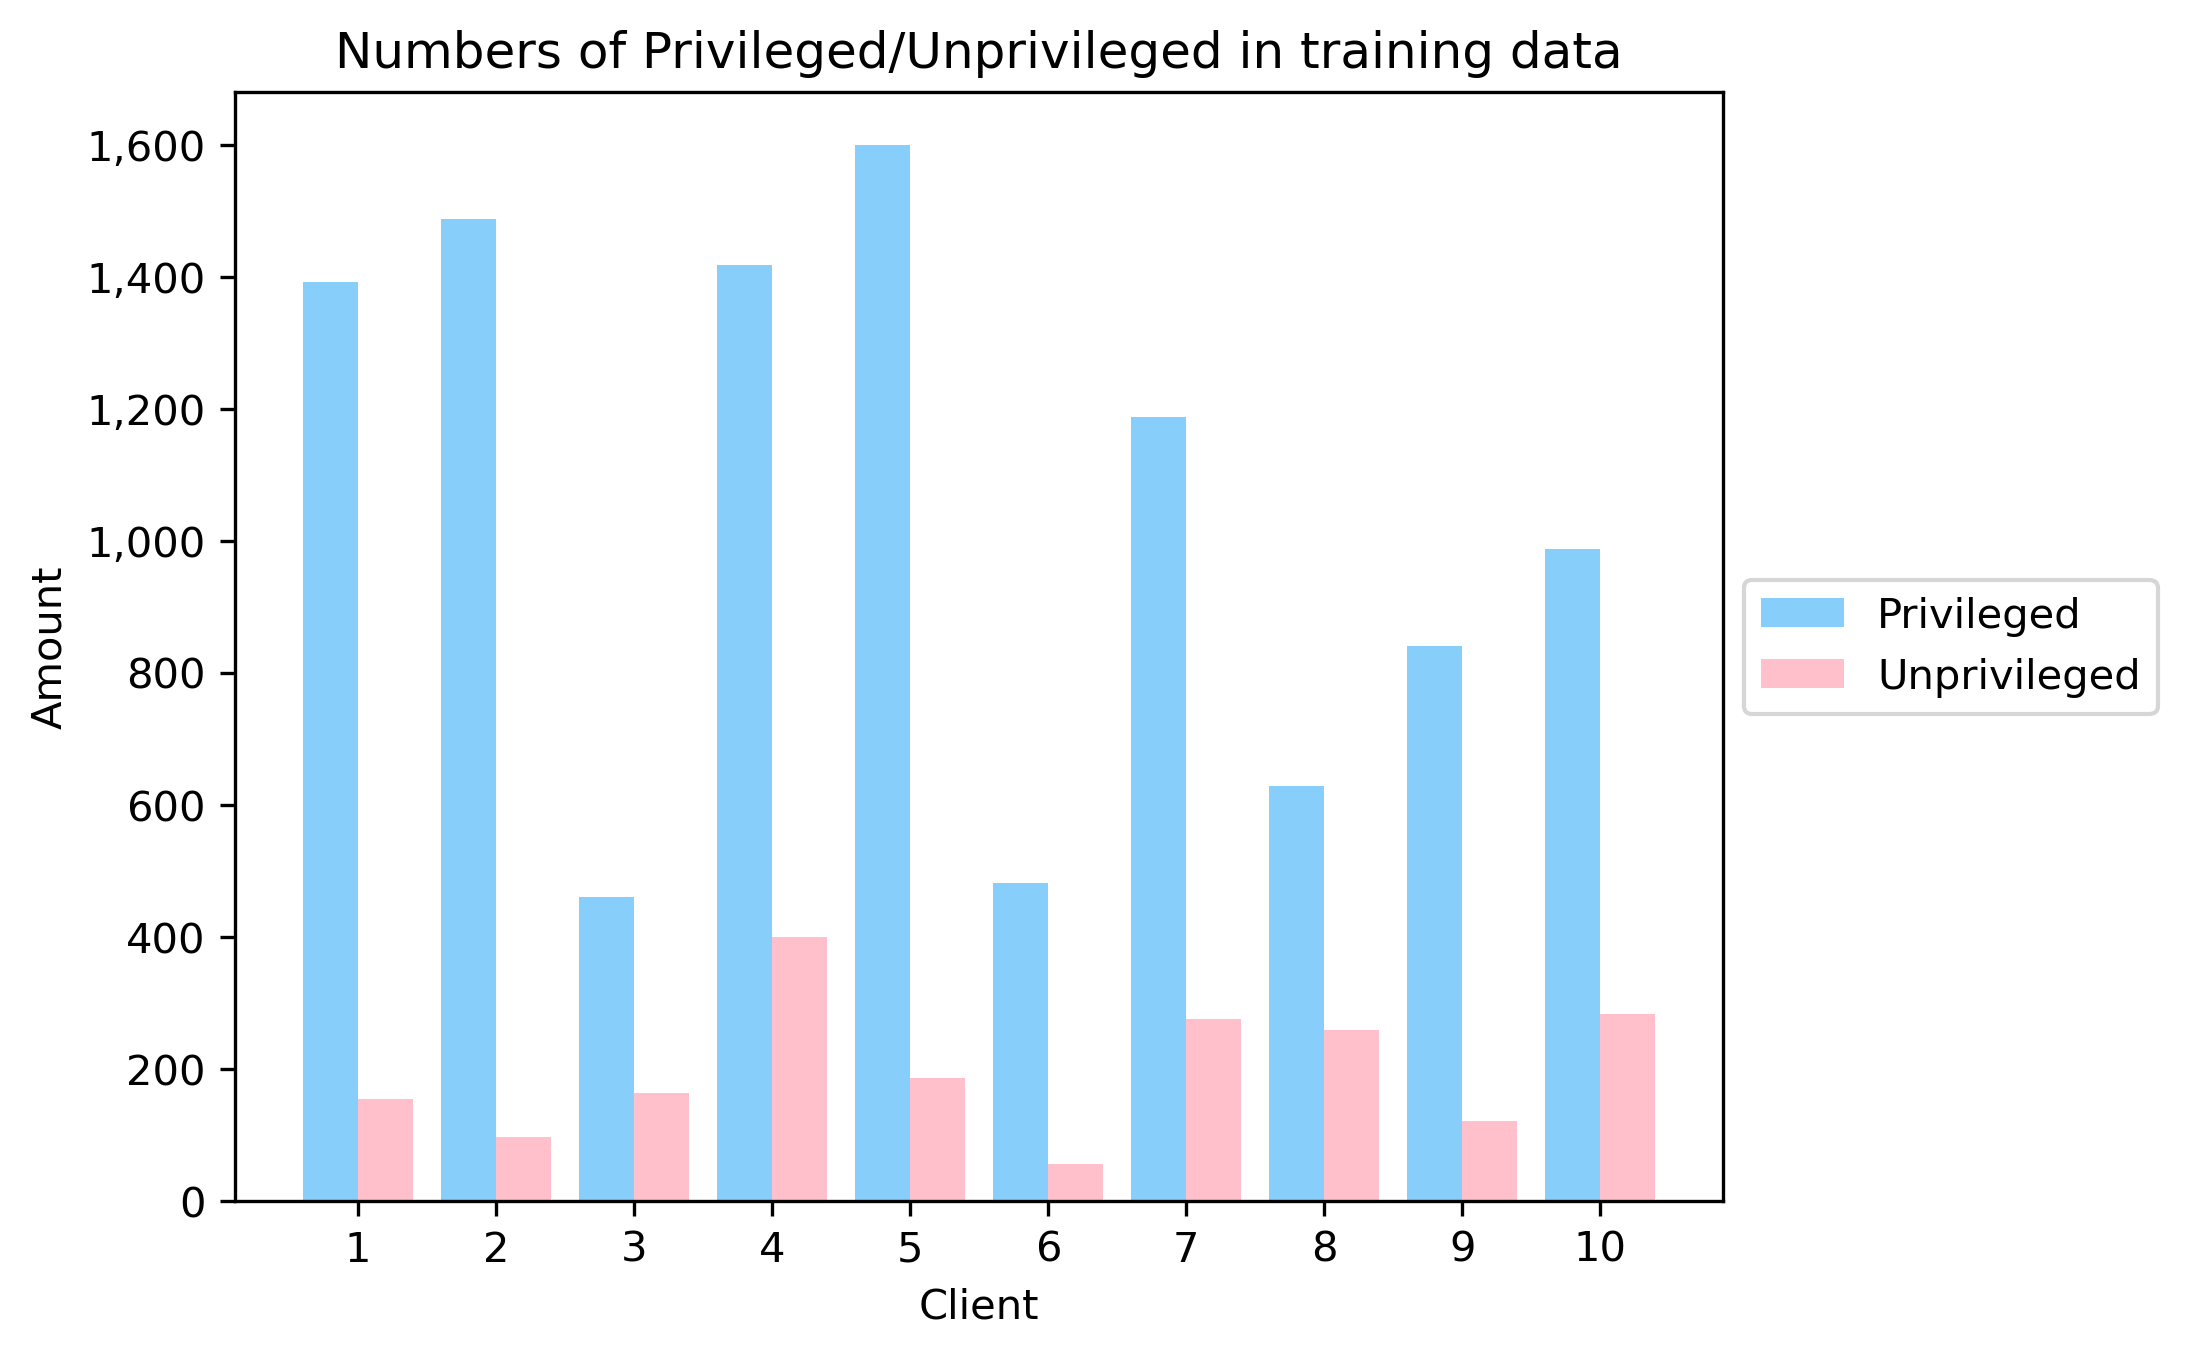 Numbers of Privileged/Unprivileged in training data
1,600
1,400
1,200
1,000
800
600
400
200
0
Amount
1 2 3 4 5 6 7 8 9 10
Client
Privileged
Unprivileged